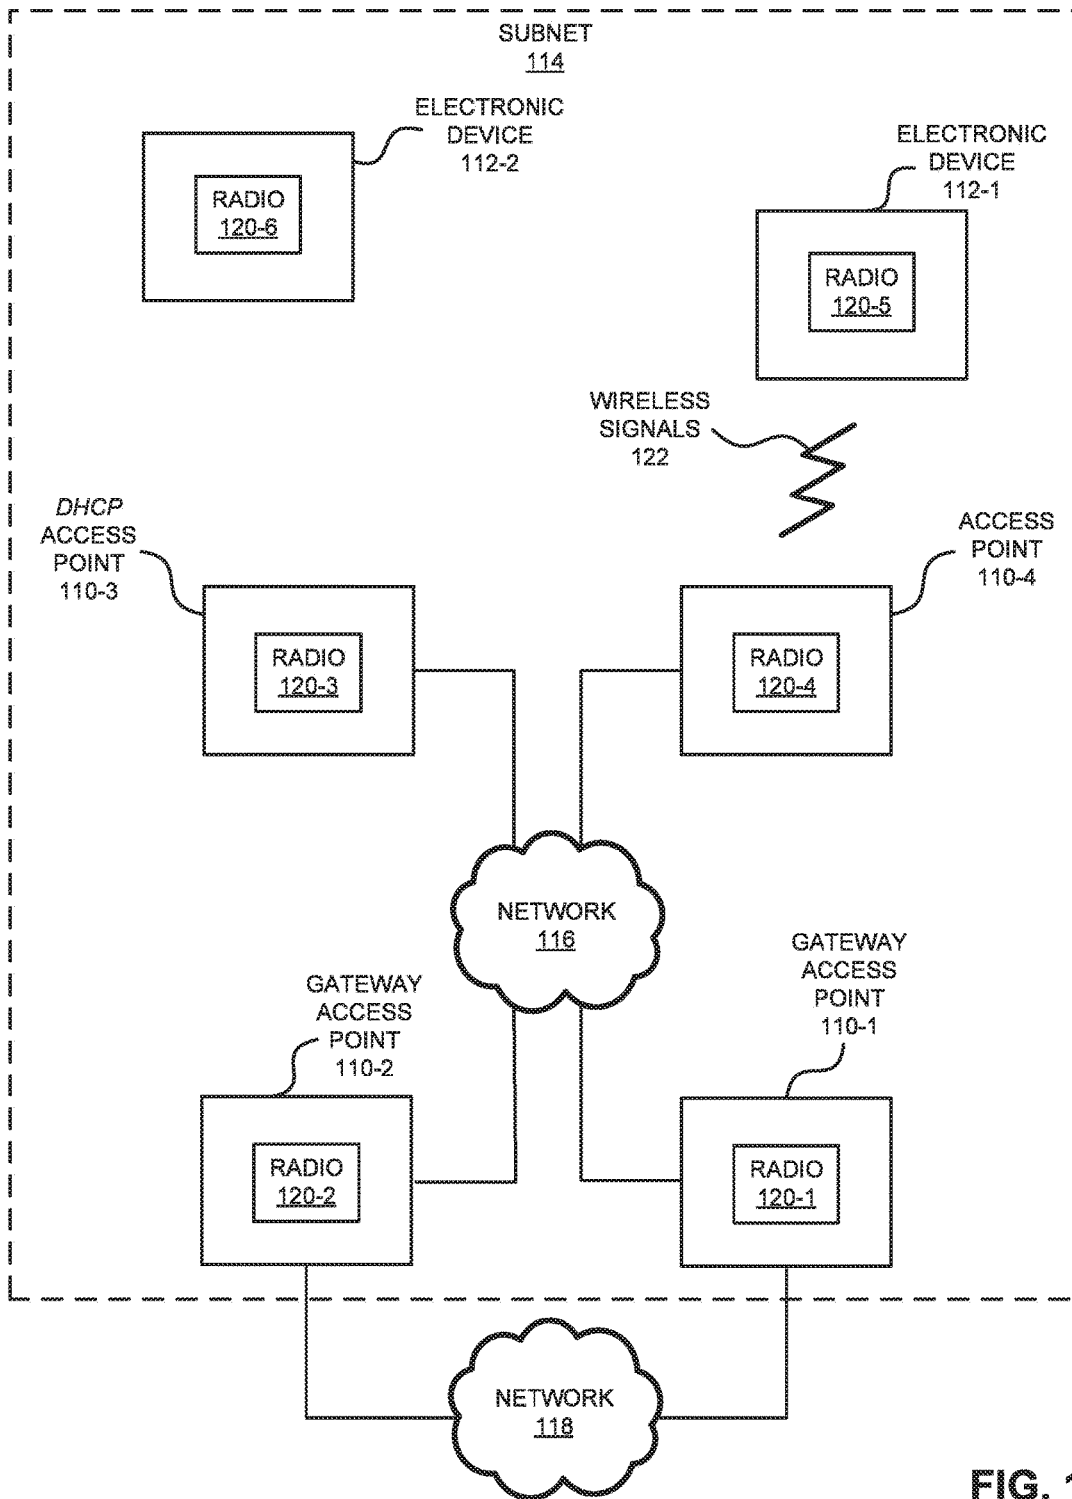 SUBNET
114
ELECTRONIC
DEVICE
112-2
RADIO
120-6
ELECTRONIC
DEVICE
112-1
RADIO
120-5
WIRELESS
SIGNALS
122
DHCP
ACCESS
POINT
110-3
RADIO
120-3
ACCESS
POINT
110-4
RADIO
120-4
NETWORK
116
GATEWAY
ACCESS
POINT
110-2
RADIO
120-2
GATEWAY
ACCESS
POINT
110-1
RADIO
120-1
NETWORK
118
FIG. 1